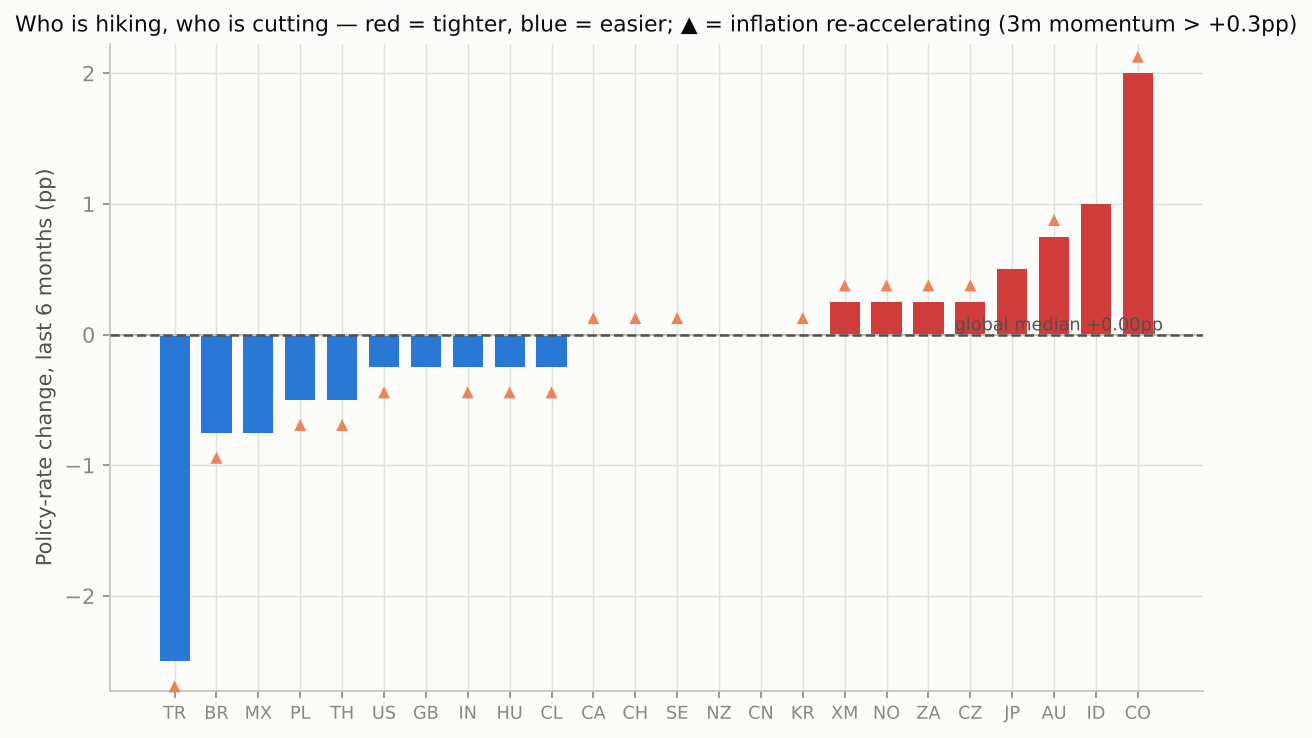 Who is hiking, who is cutting — red = tighter, blue = easier; ▲ = inflation re-accelerating (3m momentum > +0.3pp)
Policy-rate change, last 6 months (pp)
2
1
0
−1
−2
global median +0.00pp
TR BR MX PL TH US GB IN HU CL CA CH SE NZ CN KR XM NO ZA CZ JP AU ID CO